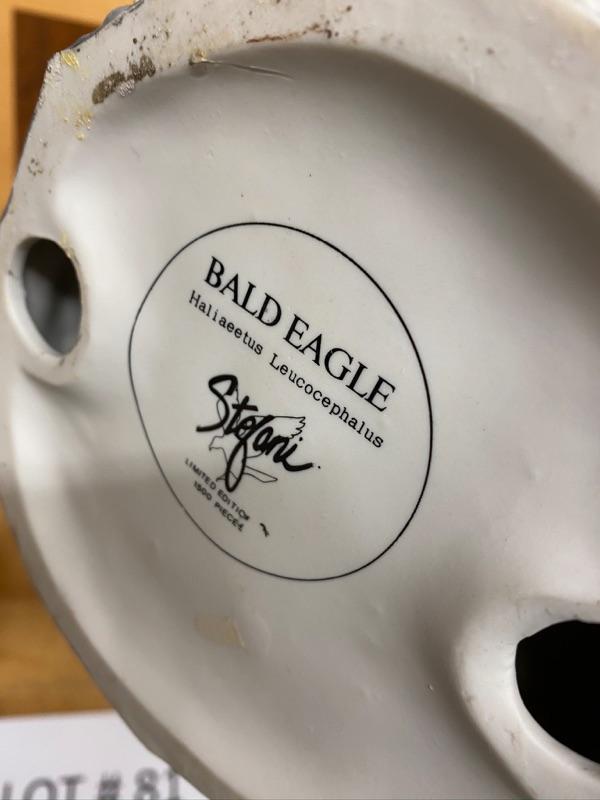 BALD EAGLE
Haliaeetus Leucocephalus
Stefani
LIMITED EDITION
1500 PIECES
LOT # 81